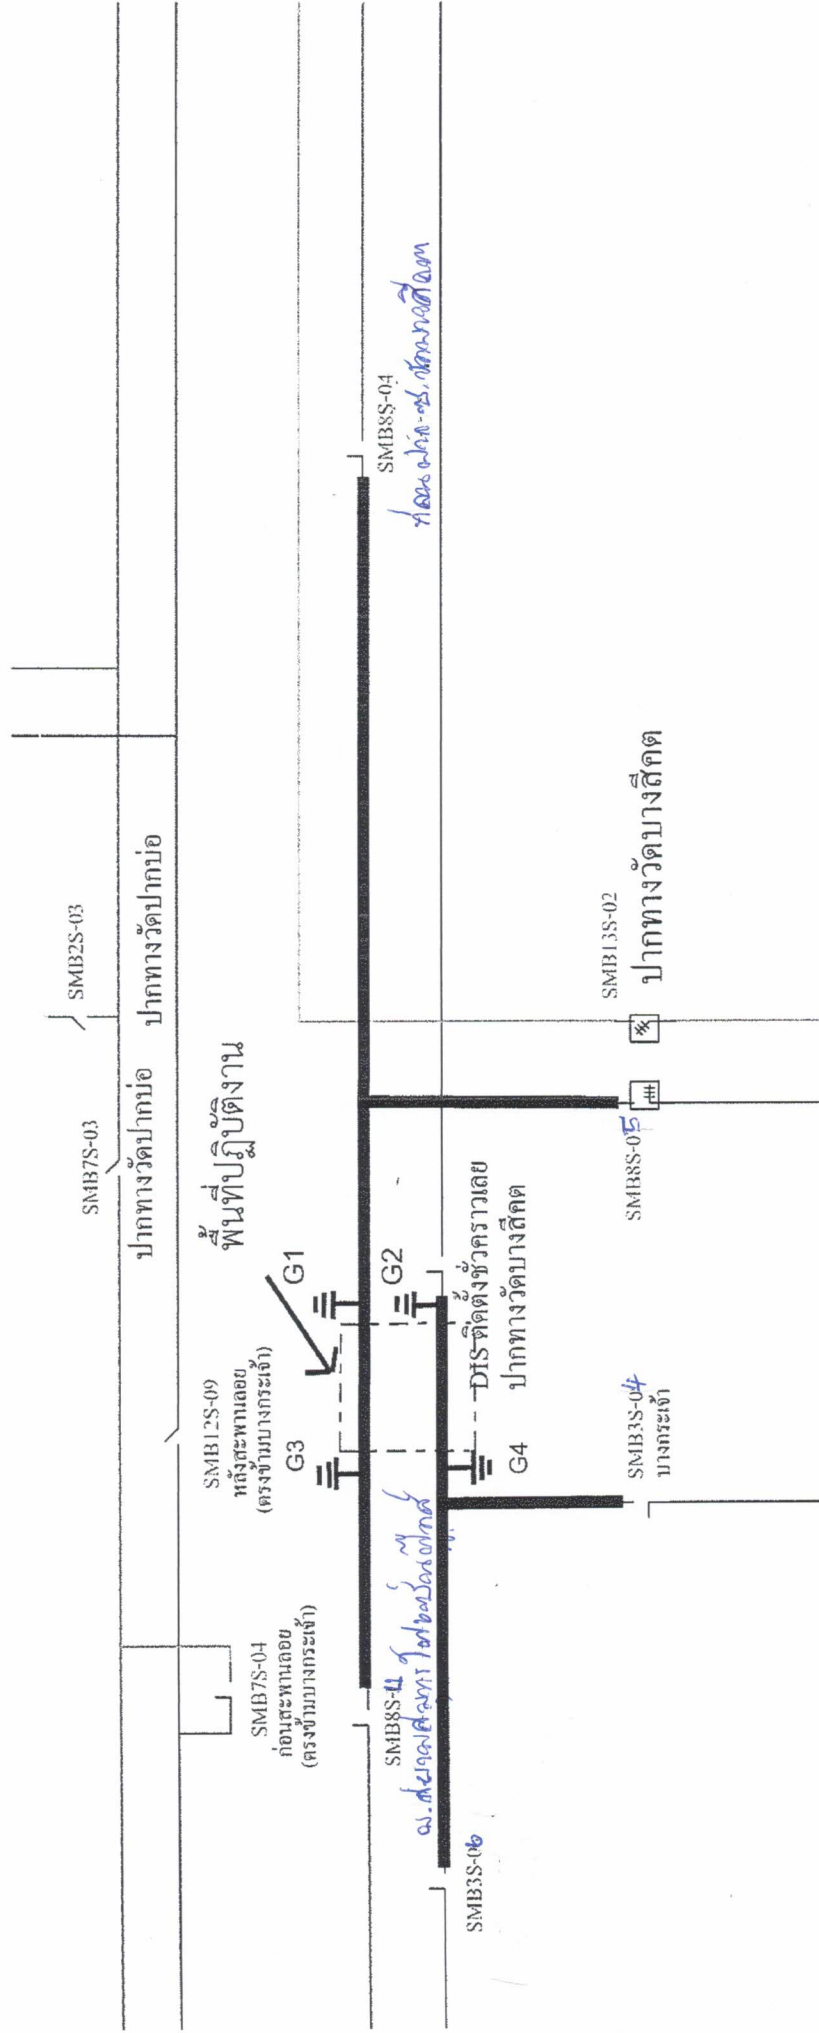 SMB2S-03
SMB7S-03
ปากทางวัดปากบ่อ
ปากทางวัดปากบ่อ
SMB12S-09
หลังสะพานลอย
(ตรงข้ามบางกระเจ้า)
SMB7S-04
ก่อนสะพานลอย
(ตรงข้ามบางกระเจ้า)
พื้นที่ปฏิบัติงาน
G1
G3
G2
G4
SMB8S-04
SMB8S-11
DIS ติดตั้งชั่วคราวเลย
ปากทางวัดบางสีคต
SMB3S-06
SMB3S-04
บางกระเจ้า
SMB8S-05
SMB13S-02
ปากทางวัดบางสีคต